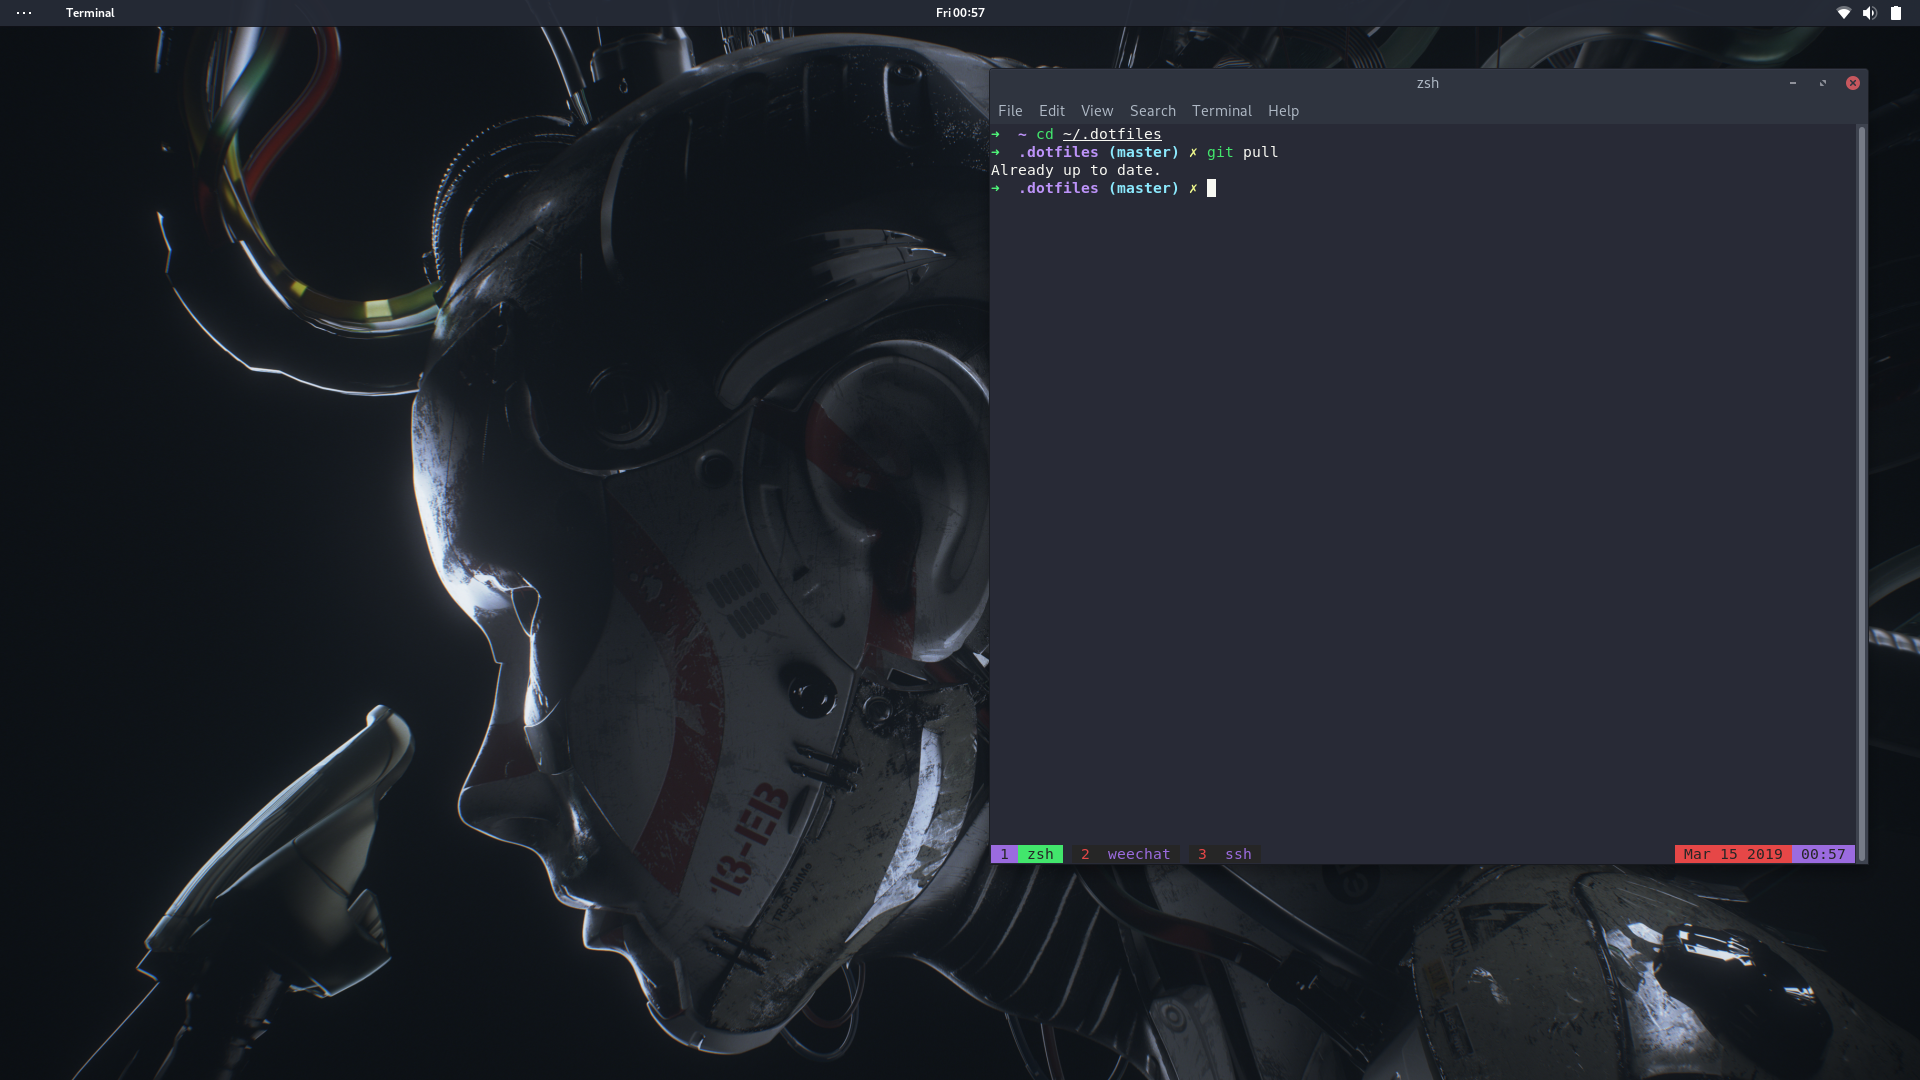 Terminal
Fri 00:57
zsh
File Edit View Search Terminal Help
➜ ~ cd ~/.dotfiles
➜ .dotfiles (master) ✗ git pull
Already up to date.
➜ .dotfiles (master) ✗
1 zsh 2 weechat 3 ssh
Mar 15 2019 00:57
13-EB